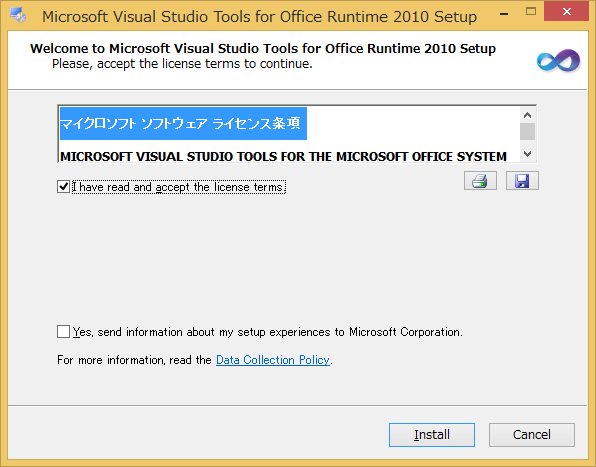 Microsoft Visual Studio Tools for Office Runtime 2010 Setup
Welcome to Microsoft Visual Studio Tools for Office Runtime 2010 Setup
Please, accept the license terms to continue.
マイクロソフト ソフトウェア ライセンス条項
MICROSOFT VISUAL STUDIO TOOLS FOR THE MICROSOFT OFFICE SYSTEM
I have read and accept the license terms.
Yes, send information about my setup experiences to Microsoft Corporation.
For more information, read the Data Collection Policy.
Install Cancel